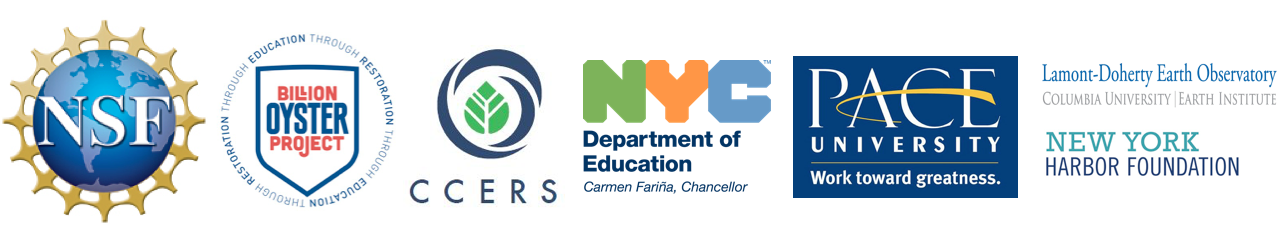 NSF
RESTORATION THROUGH EDUCATION THROUGH RESTORATION THROUGH EDUCATION THROUGH
BILLION
OYSTER
PROJECT
CCERS
NYC™
Department of
Education
Carmen Fariña, Chancellor
PACE
UNIVERSITY
Work toward greatness.
Lamont-Doherty Earth Observatory
COLUMBIA UNIVERSITY | EARTH INSTITUTE
NEW YORK
HARBOR FOUNDATION